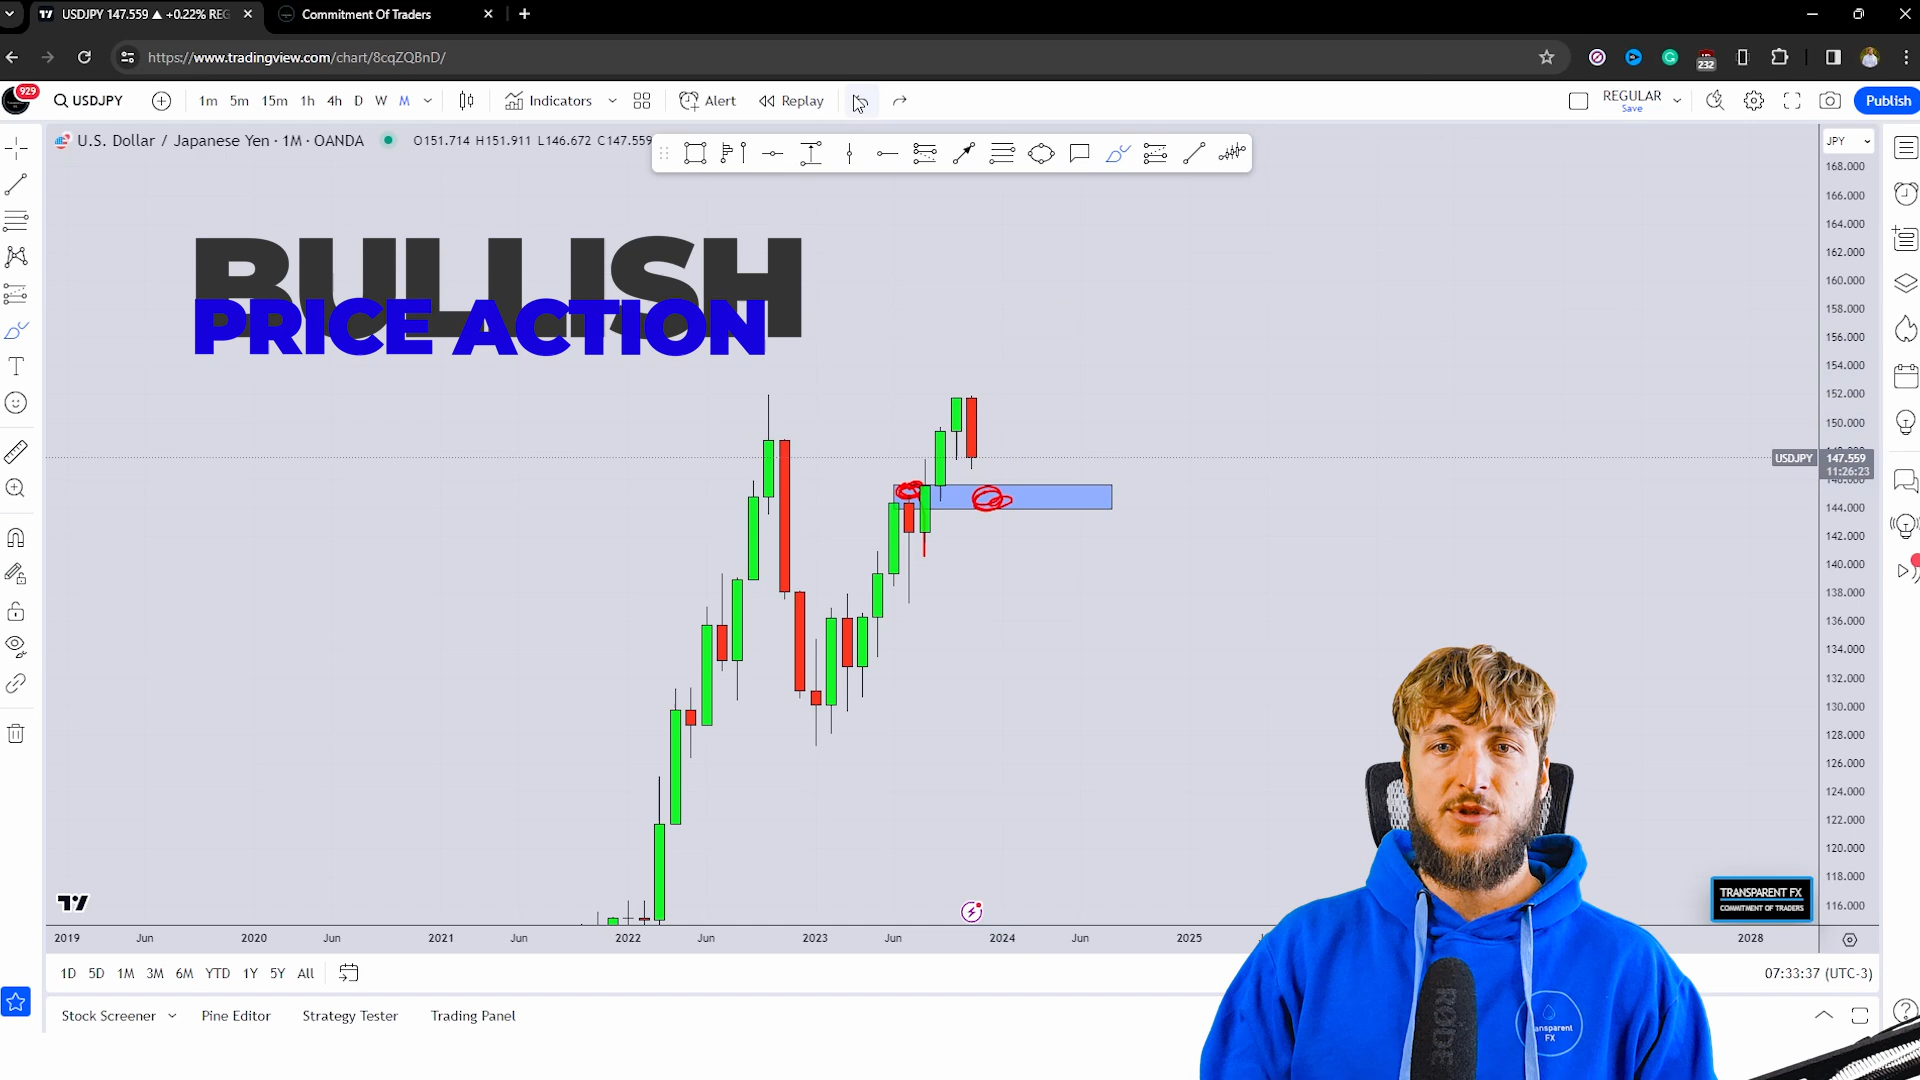 USDJPY 147.559 ▲ +0.22% REG
Commitment Of Traders
https://www.tradingview.com/chart/8cqZQBnD/
232
929
USDJPY
1m 5m 15m 1h 4h D W M
Indicators
Alert
Replay
REGULAR
Save
Publish
U.S. Dollar / Japanese Yen · 1M · OANDA
O151.714 H151.911 L146.672 C147.559
JPY
BULLISH
PRICE ACTION
168.000
166.000
164.000
162.000
160.000
158.000
156.000
154.000
152.000
150.000
USDJPY 147.559
11:26:23
144.000
142.000
140.000
138.000
136.000
134.000
132.000
130.000
128.000
126.000
124.000
122.000
120.000
118.000
116.000
TRANSPARENT FX
COMMITMENT OF TRADERS
2019 Jun 2020 Jun 2021 Jun 2022 Jun 2023 Jun 2024 Jun 2025 2028
1D 5D 1M 3M 6M YTD 1Y 5Y All
07:33:37 (UTC-3)
Stock Screener
Pine Editor
Strategy Tester
Trading Panel
RØDE
ansparent
FX